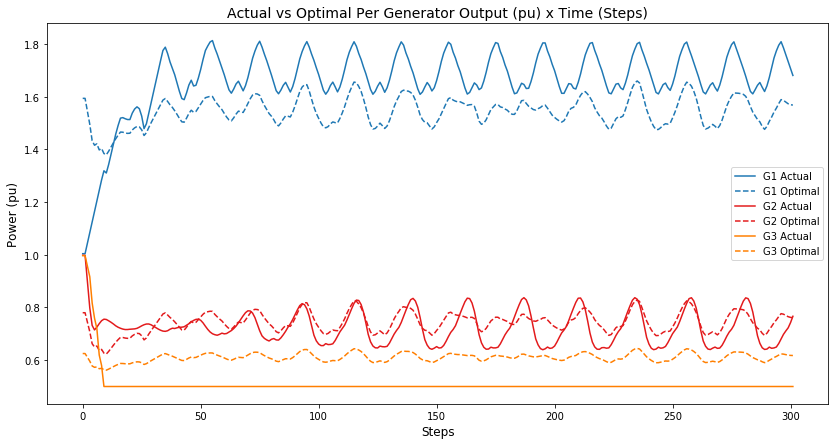 Actual vs Optimal Per Generator Output (pu) x Time (Steps)
Power (pu)
1.8
1.6
1.4
1.2
1.0
0.8
0.6
G1 Actual
G1 Optimal
G2 Actual
G2 Optimal
G3 Actual
G3 Optimal
0
50
100
150
200
250
300
Steps